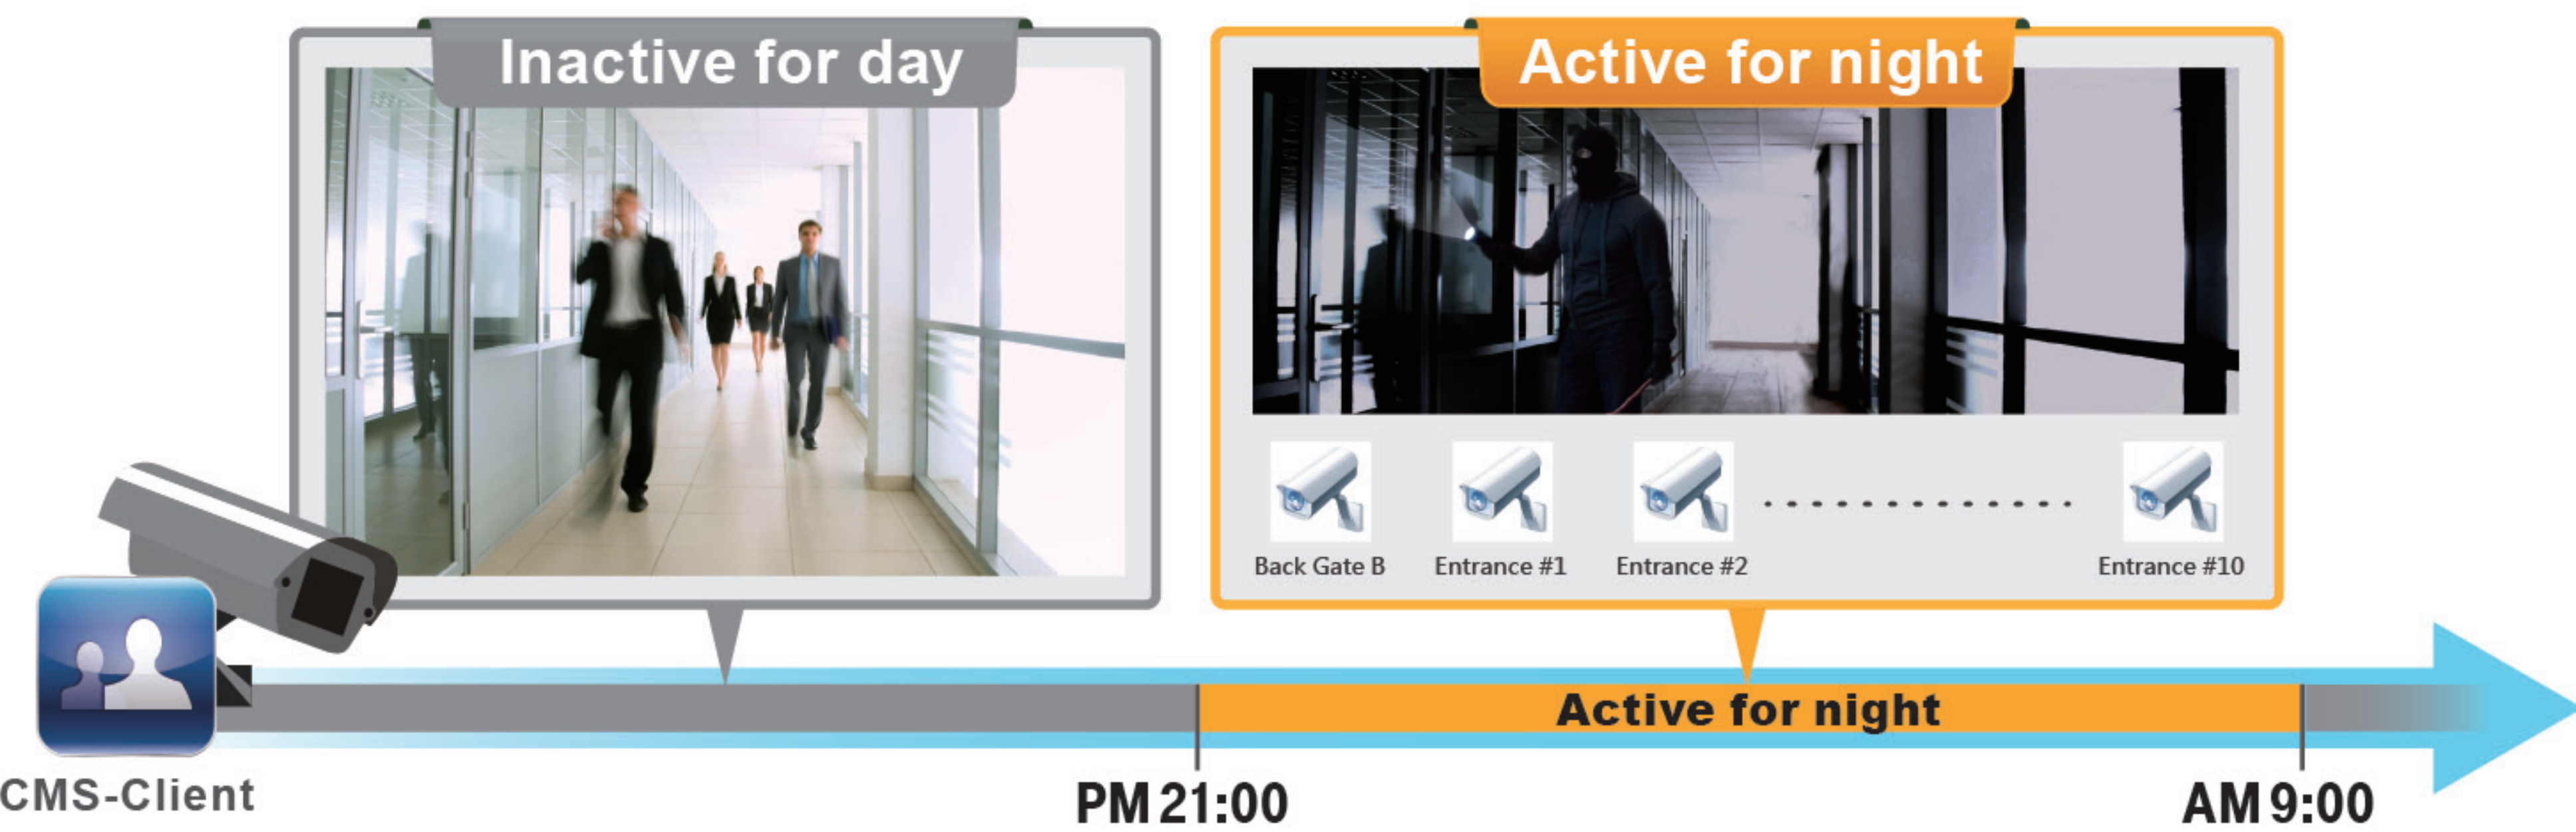 Inactive for day
Active for night
Back Gate B
Entrance #1
Entrance #2
Entrance #10
Active for night
CMS-Client
PM 21:00
AM 9:00